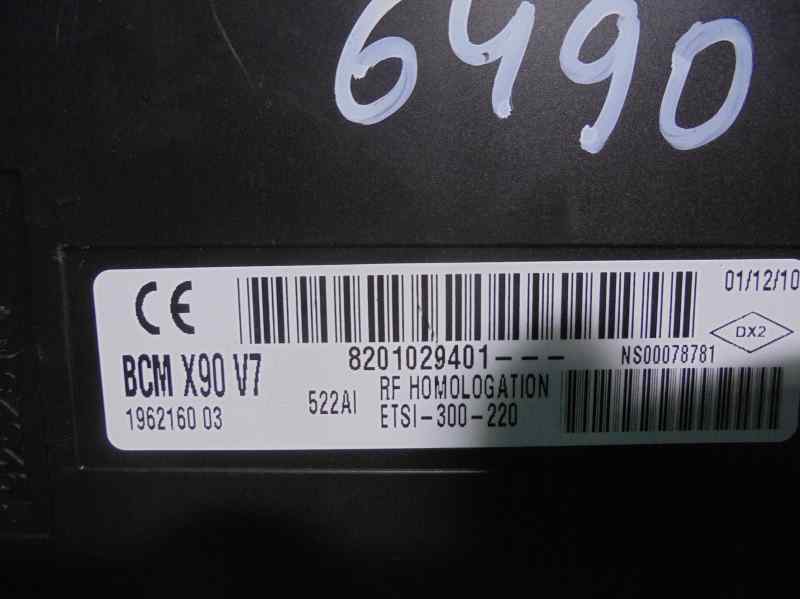 6490
CE 01/12/10
DX2
8201029401--- NS00078781
BCM X90 V7
522AI RF HOMOLOGATION
1962160 03 ETSI-300-220